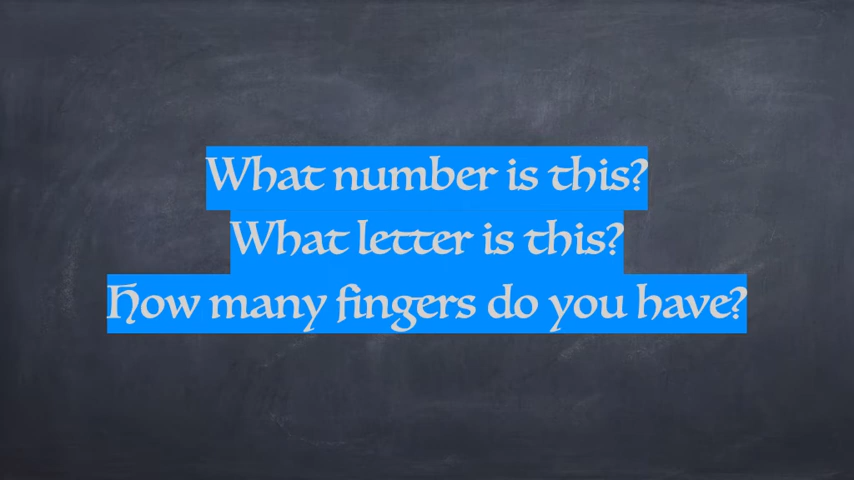 What number is this?
What letter is this?
How many fingers do you have?